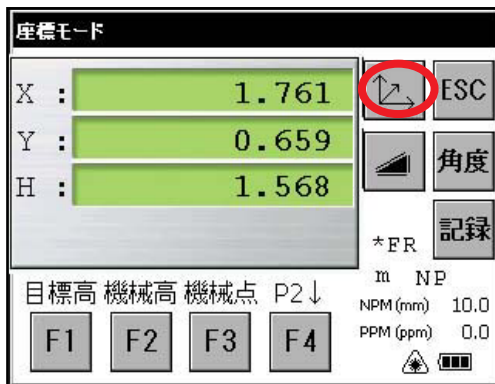 座標モード
X : 1.761
Y : 0.659
H : 1.568
ESC
角度
記録
*FR
m NP
NPM (mm) 10.0
PPM (ppm) 0.0
目標高 機械高 機械点 P2↓
F1 F2 F3 F4